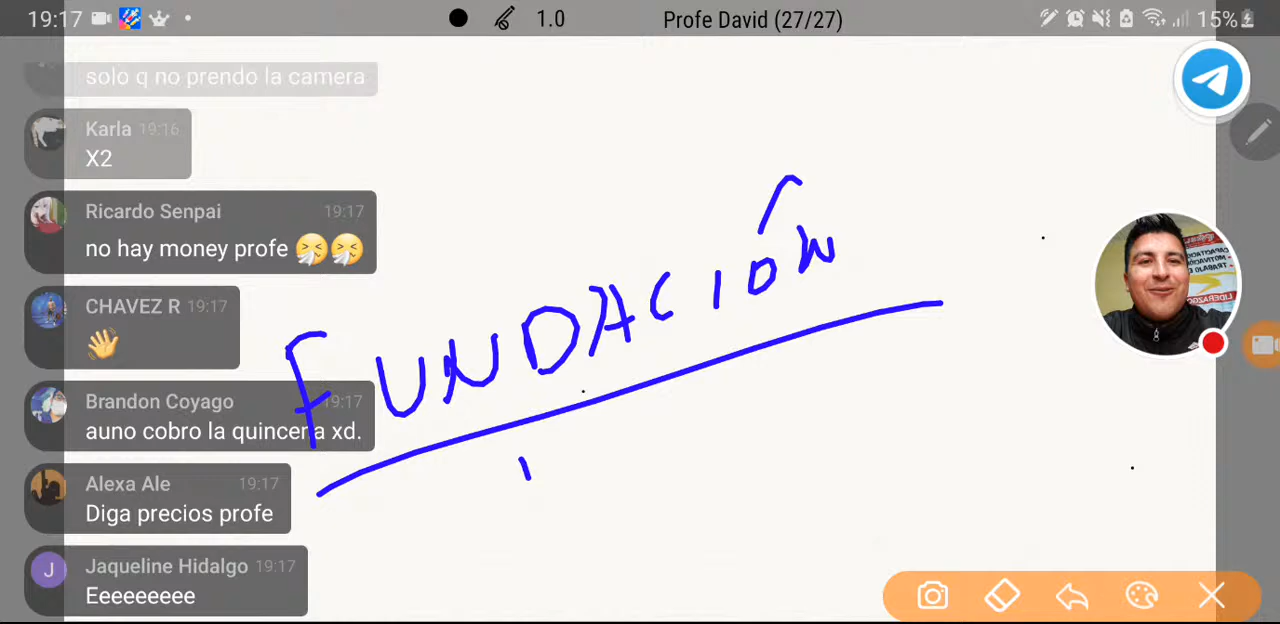 19:17 1.0 Profe David (27/27) 15%
solo q no prendo la camera
Karla 19:16
X2
Ricardo Senpai 19:17
no hay money profe 🤧🤧
CHAVEZ R 19:17
👋
FUNDACIÓN
Brandon Coyago 19:17
auno cobro la quincena xd.
Alexa Ale 19:17
Diga precios profe
J Jaqueline Hidalgo 19:17
Eeeeeeeee
LIDERAZGO